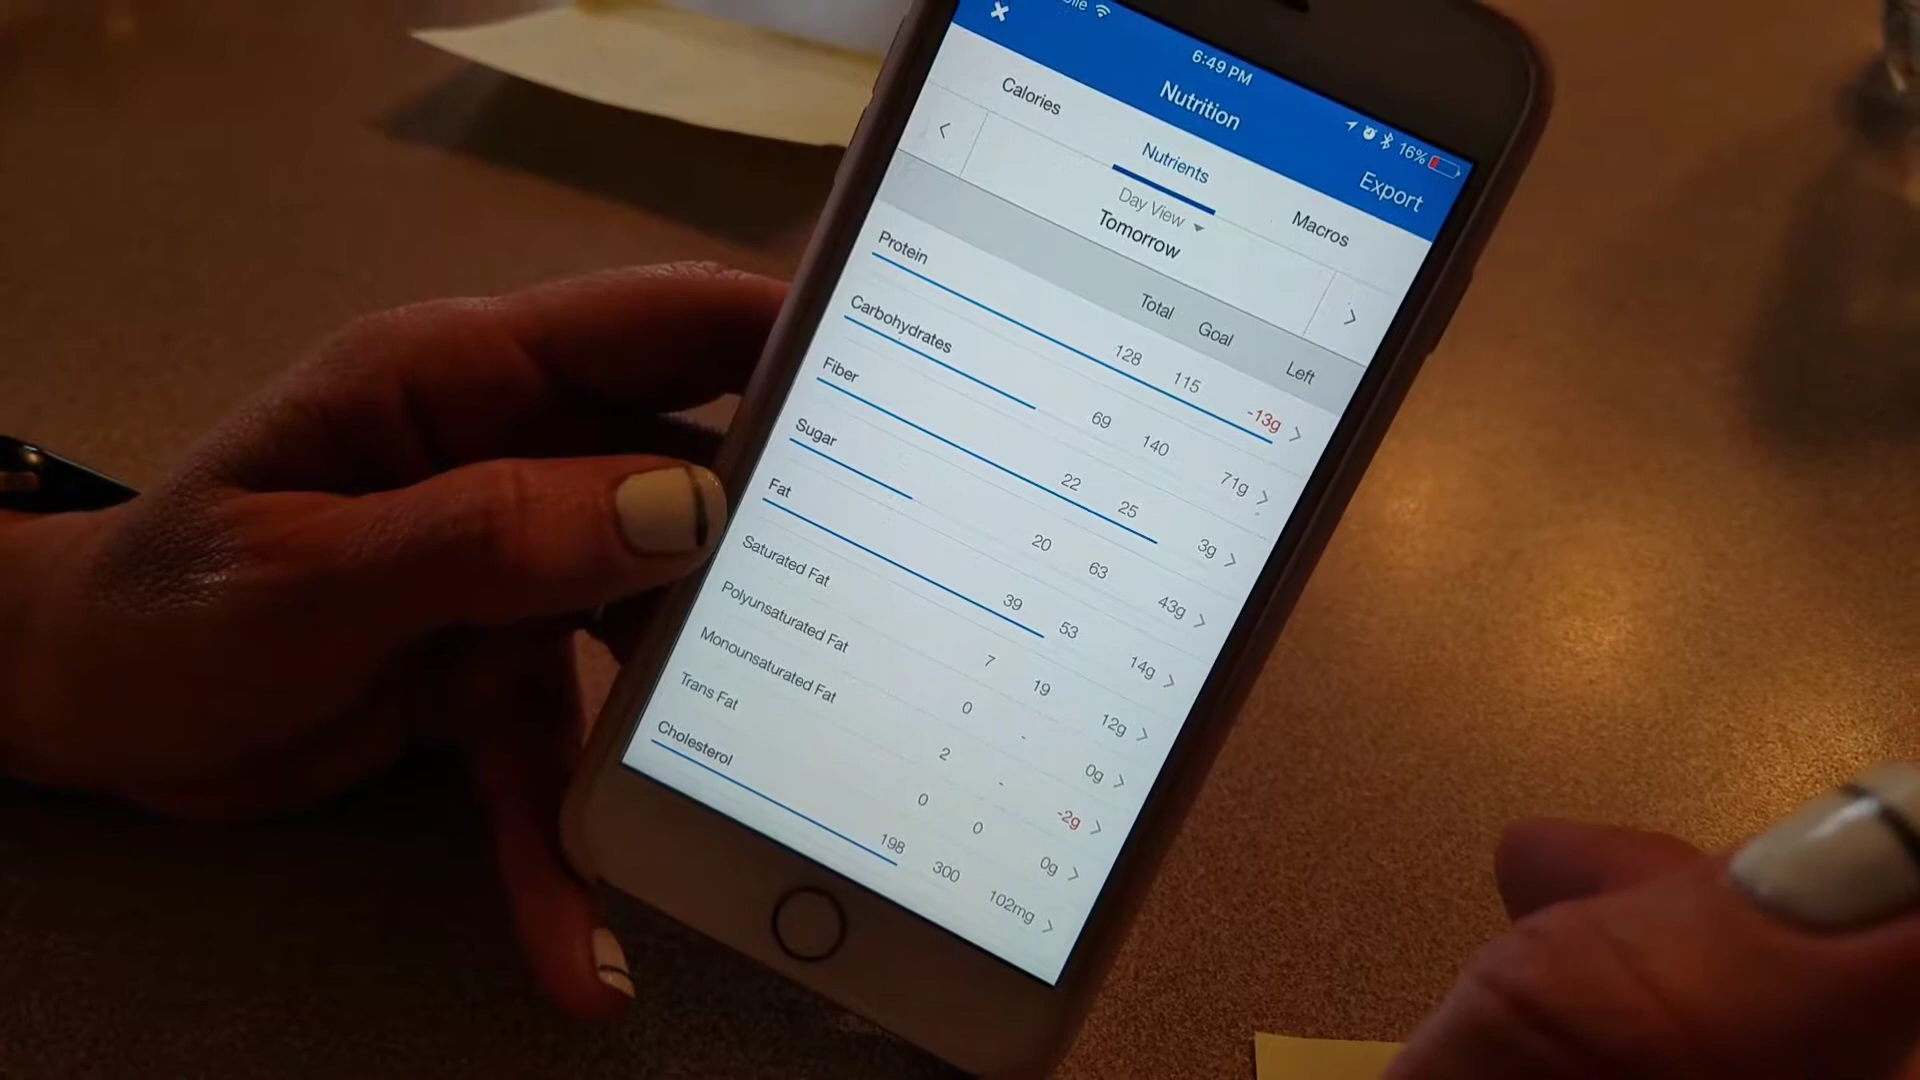 6:49 PM
16%
Nutrition
Export
Calories
Nutrients
Macros
Day View
Tomorrow
Total Goal Left
Protein 128 115 -13g
Carbohydrates 69 140 71g
Fiber 22 25 3g
Sugar 20 63 43g
Fat 39 53 14g
Saturated Fat 7 19 12g
Polyunsaturated Fat 0 - 0g
Monounsaturated Fat 2 - -2g
Trans Fat 0 0 0g
Cholesterol 198 300 102mg